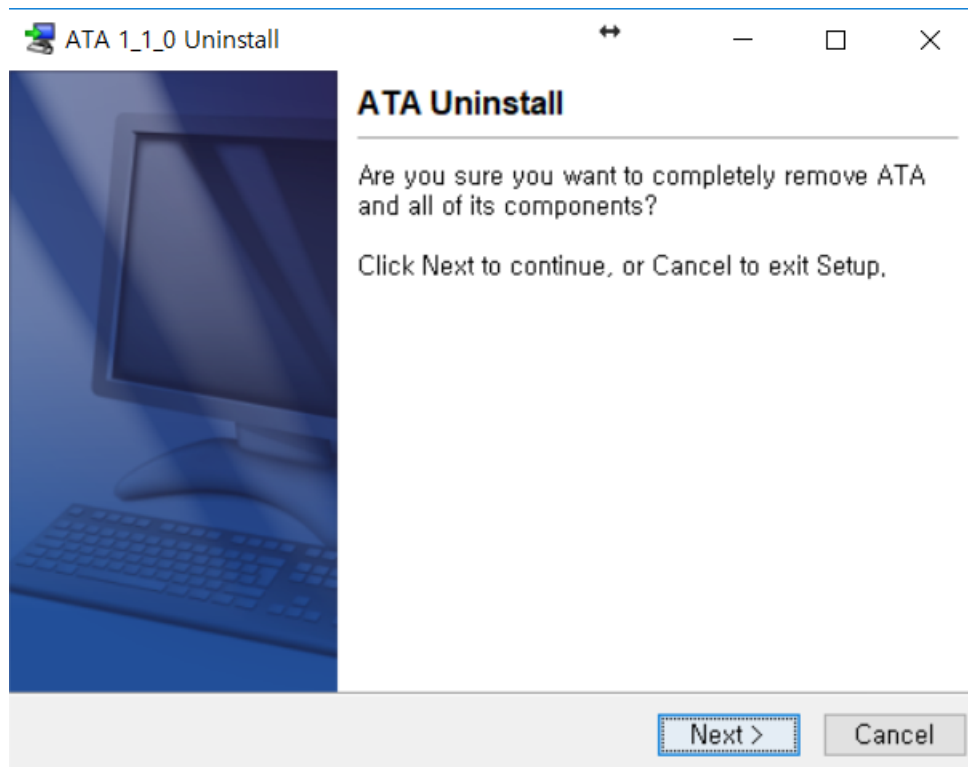 ATA 1_1_0 Uninstall
ATA Uninstall
Are you sure you want to completely remove ATA
and all of its components?
Click Next to continue, or Cancel to exit Setup.
Next >
Cancel